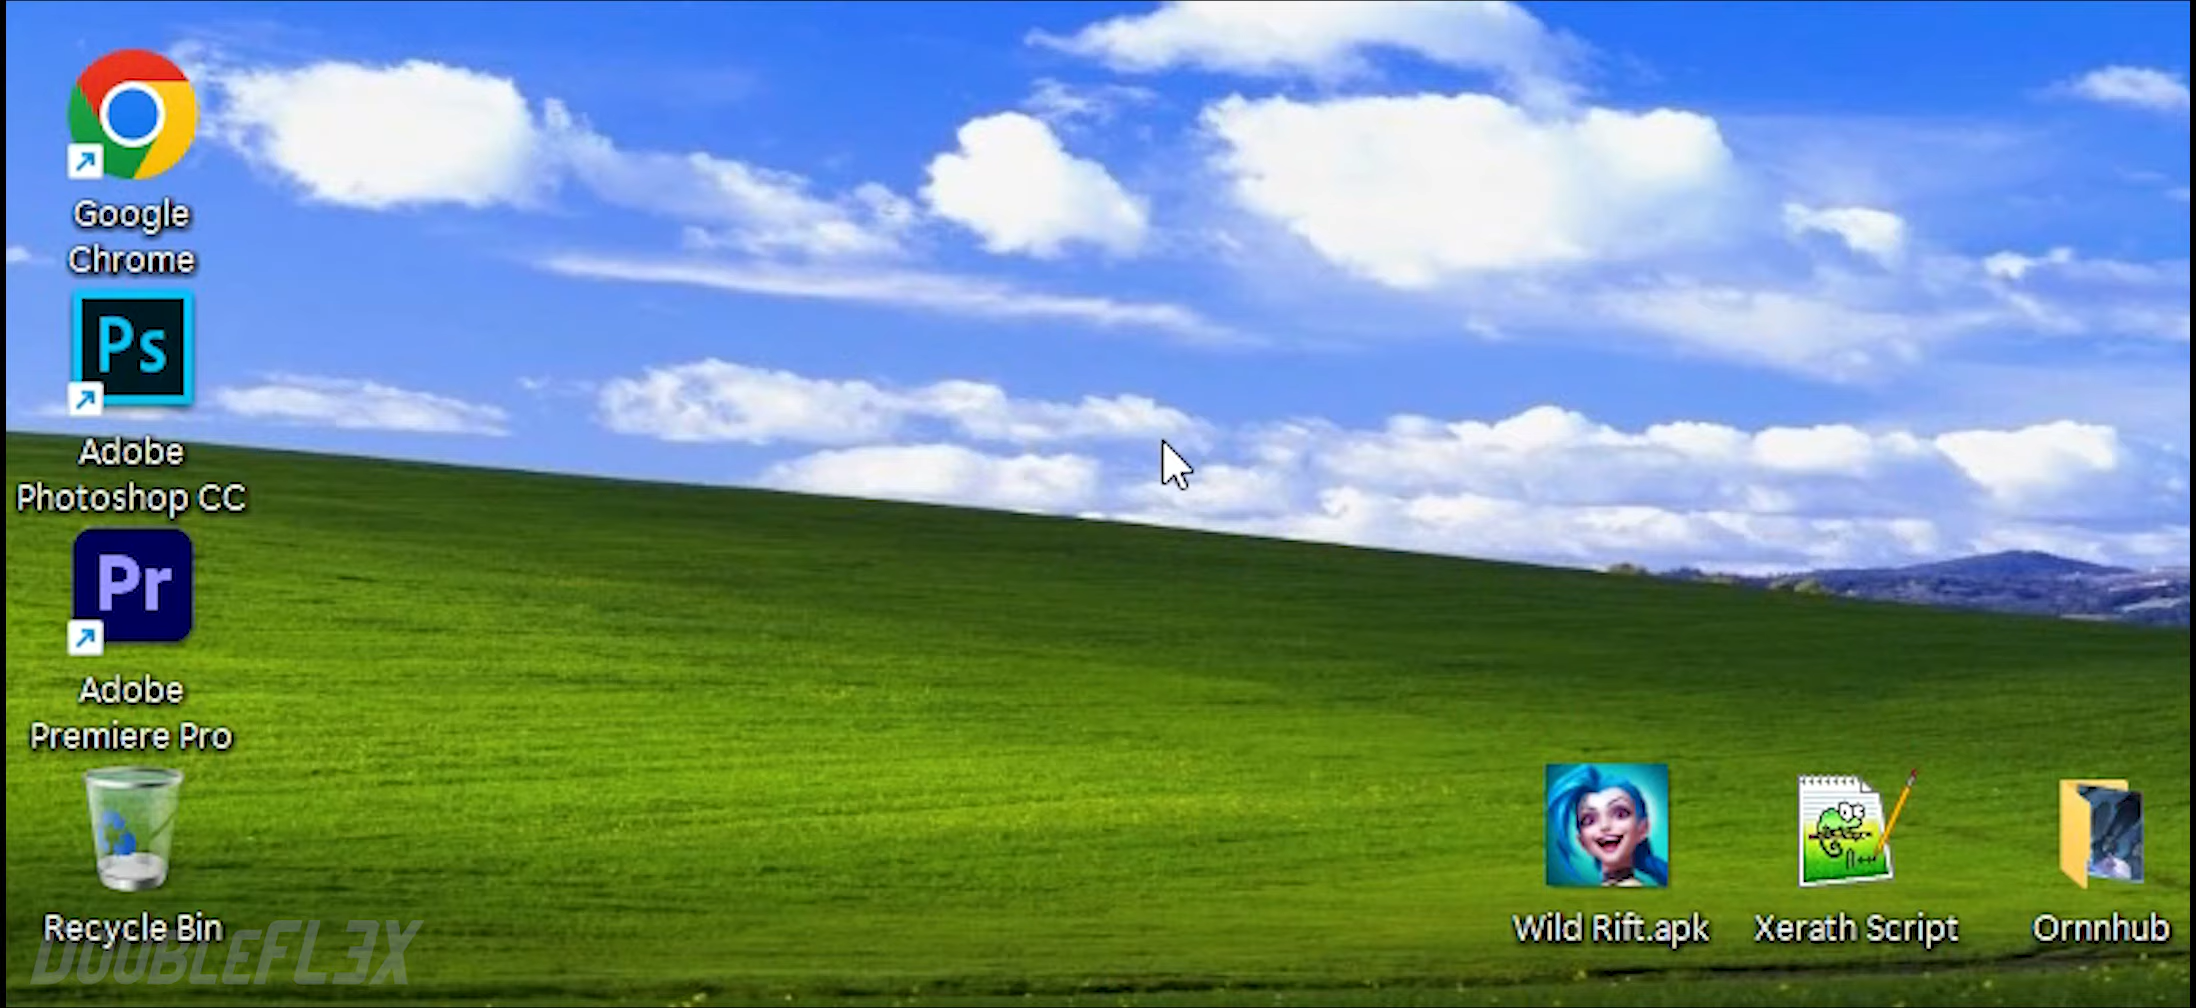 Google
Chrome
Ps
Adobe
Photoshop CC
Pr
Adobe
Premiere Pro
Recycle Bin
DOUBLEFL3X
Wild Rift.apk
Xerath Script
Ornnhub